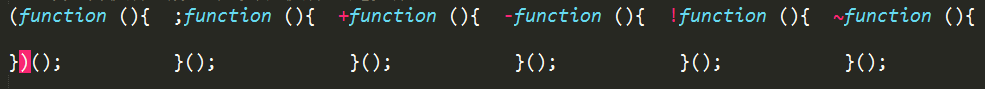 (function (){  ;function (){  +function (){  -function (){  !function (){  ~function (){
})();          }();           }();           }();           }();           }();